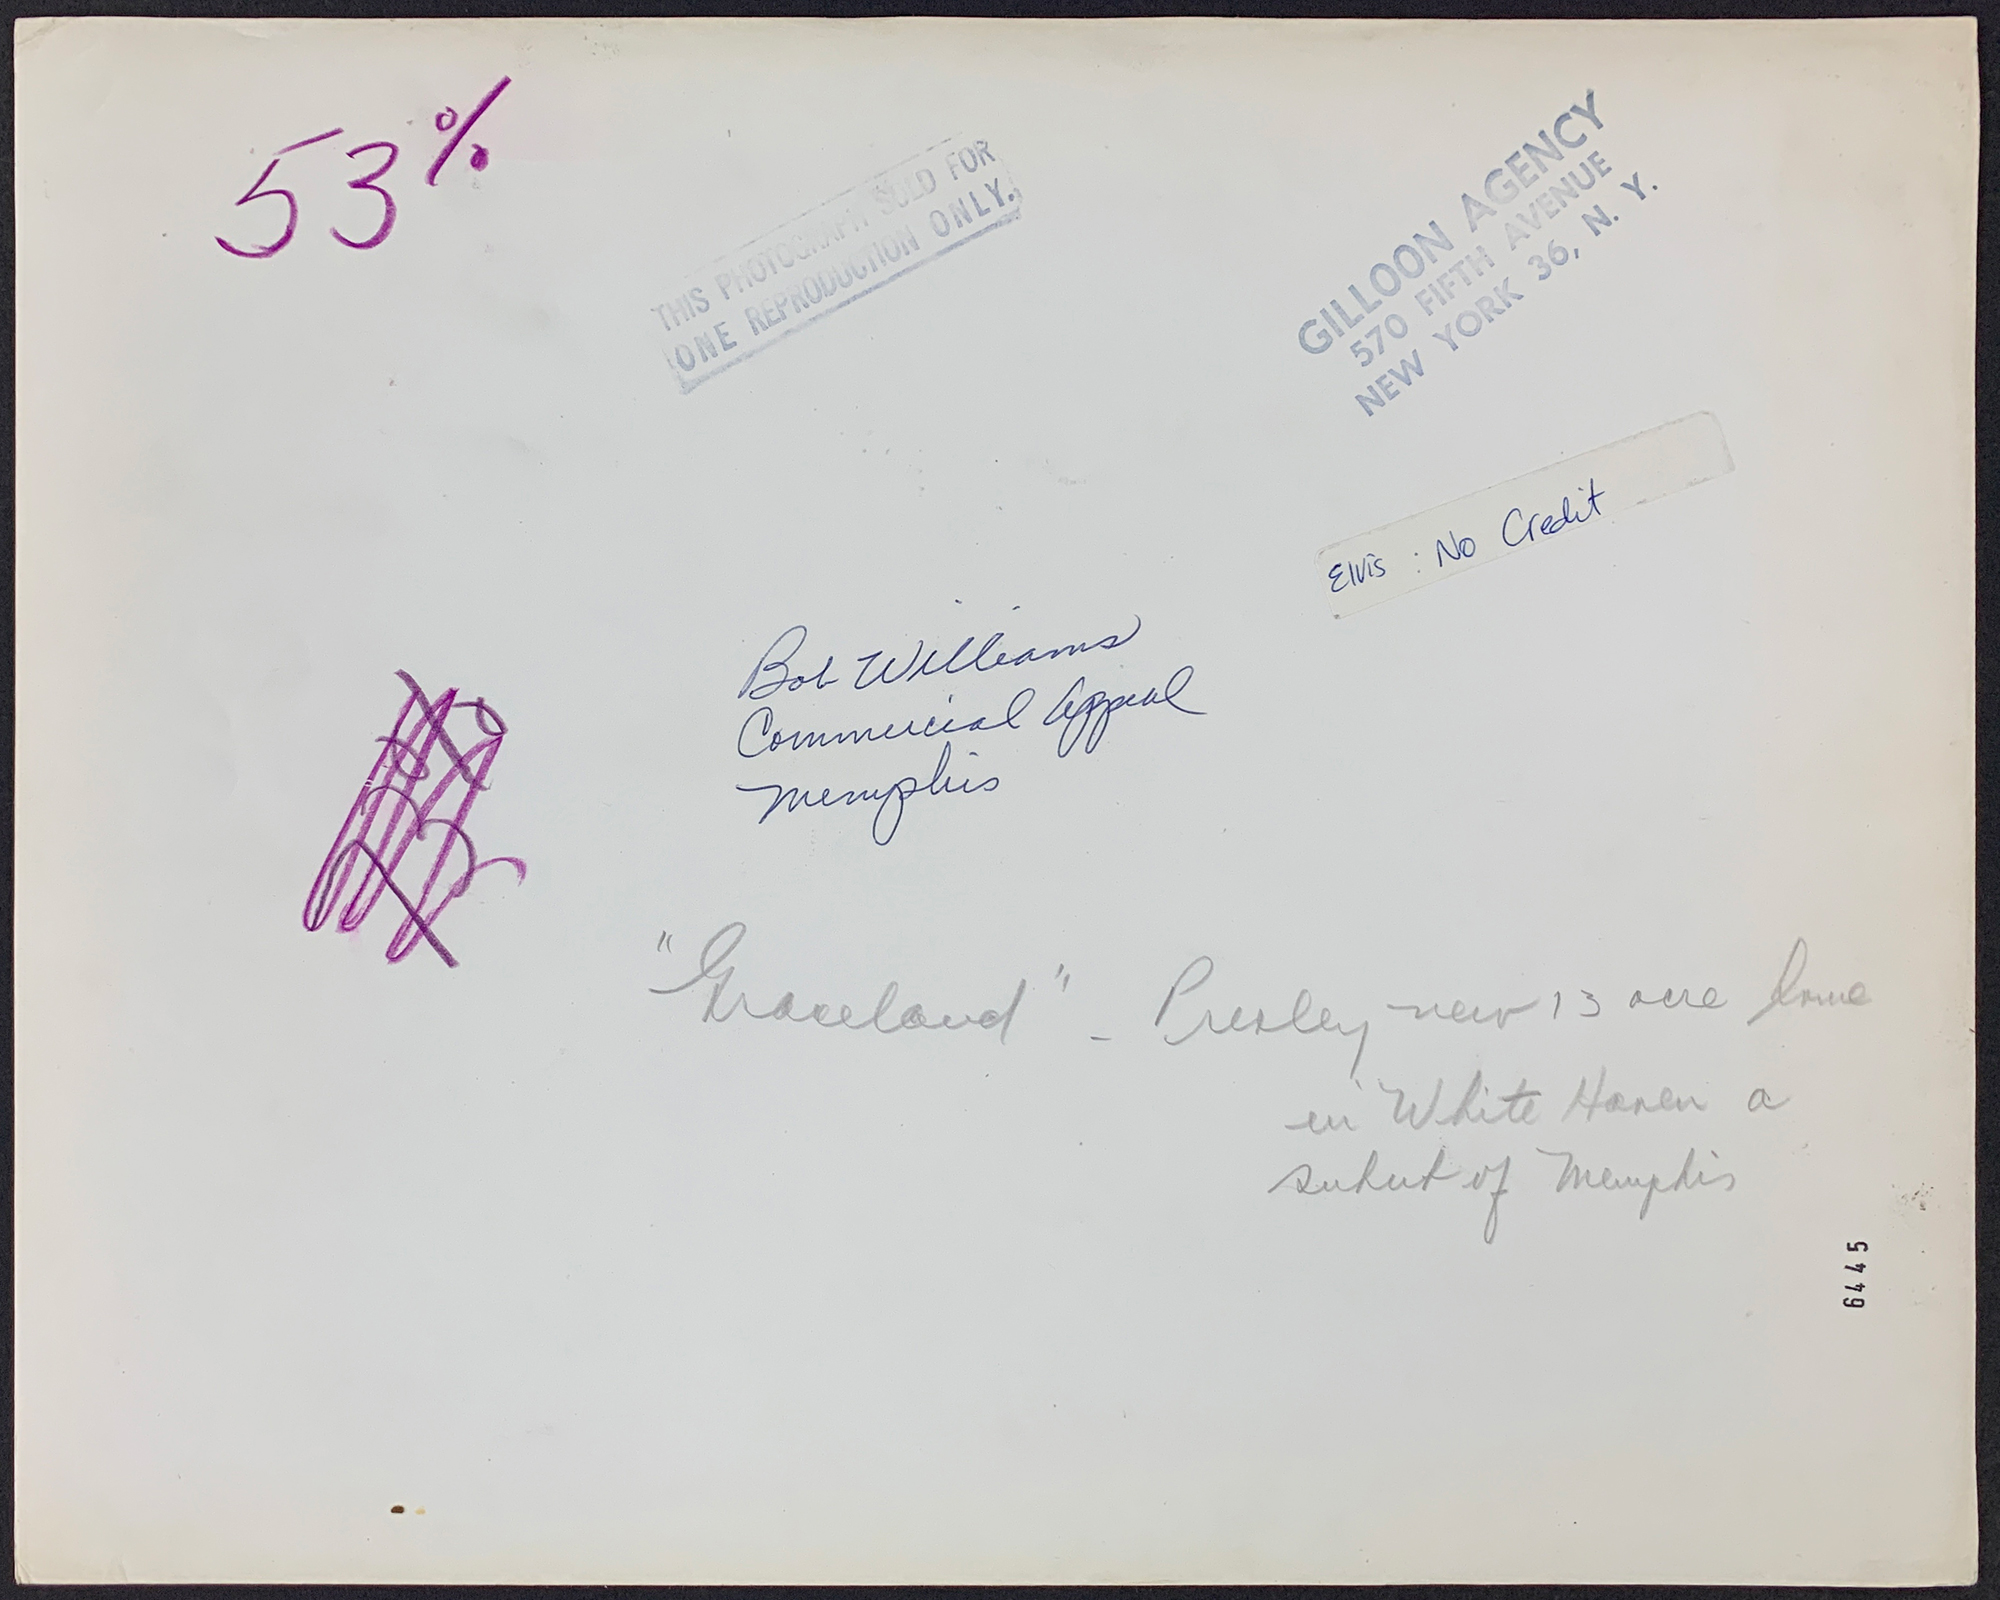 53%
THIS PHOTOGRAPH SOLD FOR
ONE REPRODUCTION ONLY.
GILLOON AGENCY
570 FIFTH AVENUE
NEW YORK 36, N. Y.
Elvis : No Credit
Bob Williams
Commercial Appeal
Memphis
"Graceland" - Presley new 13 acre home
in White Haven a
suburb of Memphis
6445